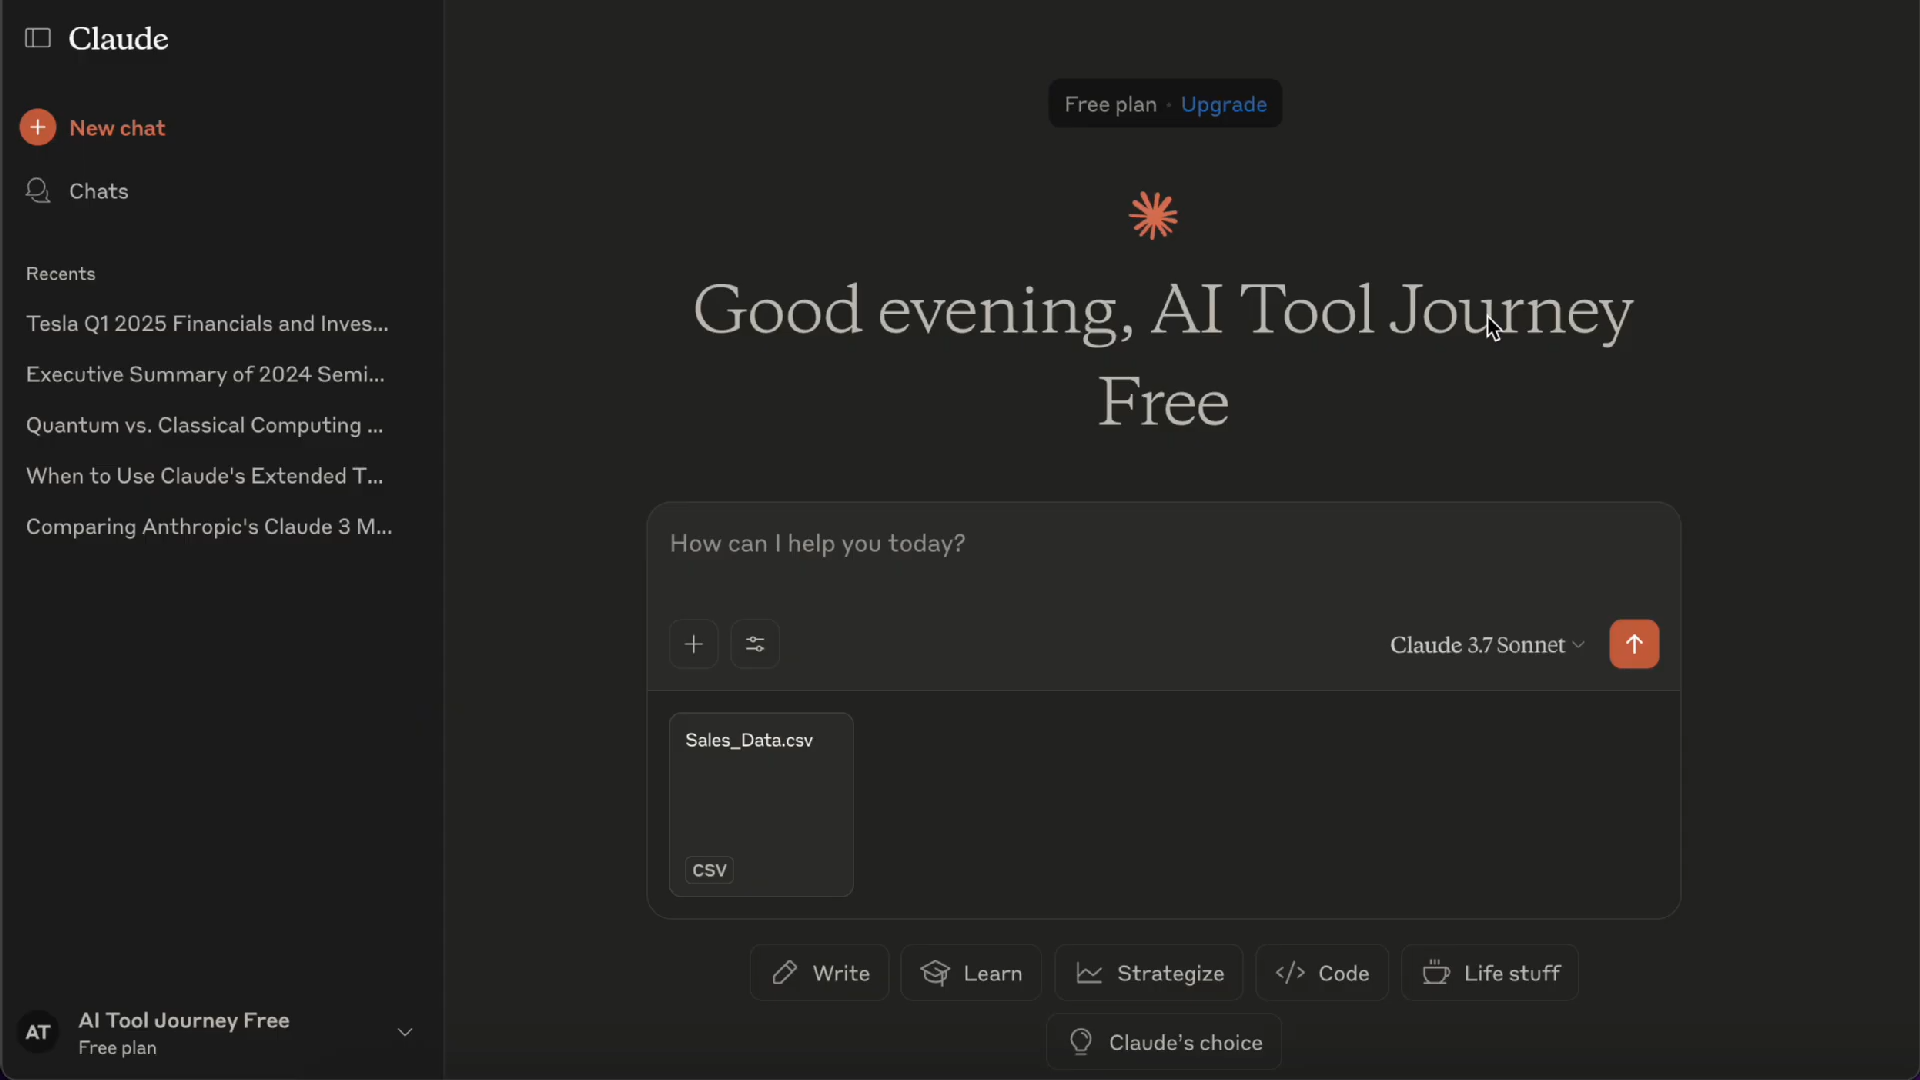 Claude
New chat
Chats
Recents
Tesla Q1 2025 Financials and Inves...
Executive Summary of 2024 Semi...
Quantum vs. Classical Computing ...
When to Use Claude's Extended T...
Comparing Anthropic's Claude 3 M...
AT
AI Tool Journey Free
Free plan
Free plan · Upgrade
Good evening, AI Tool Journey
Free
How can I help you today?
Claude 3.7 Sonnet
Sales_Data.csv
CSV
Write
Learn
Strategize
Code
Life stuff
Claude’s choice